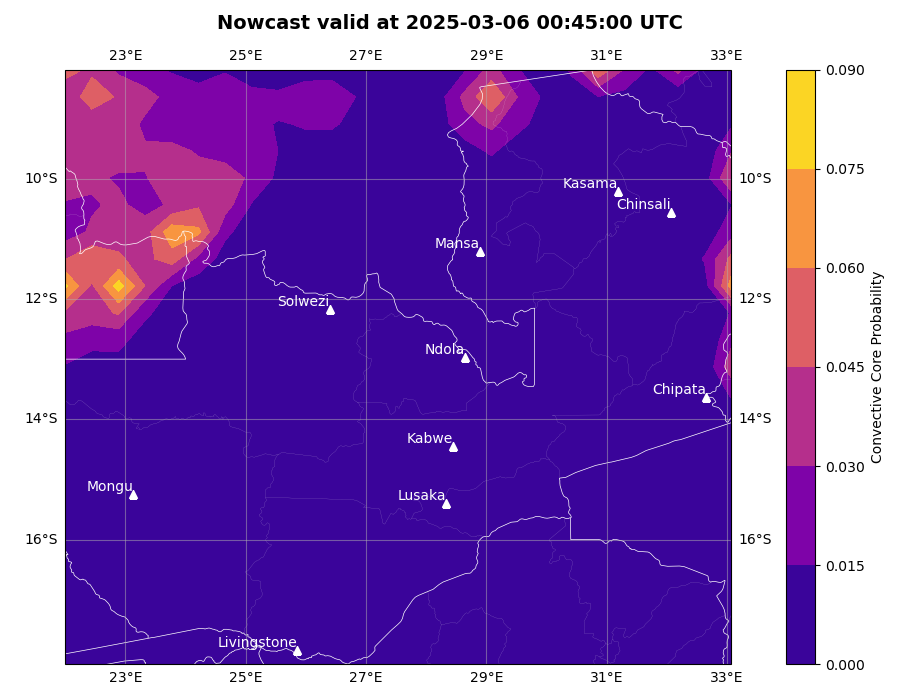 Nowcast valid at 2025-03-06 00:45:00 UTC
23°E 25°E 27°E 29°E 31°E 33°E
0.090
0.075
10°S 10°S
Kasama
Chinsali
Mansa
0.060
12°S 12°S
Solwezi
Ndola
0.045
Chipata
14°S 14°S
Kabwe
0.030
Mongu
Lusaka
16°S 16°S
0.015
Livingstone
0.000
Convective Core Probability
23°E 25°E 27°E 29°E 31°E 33°E